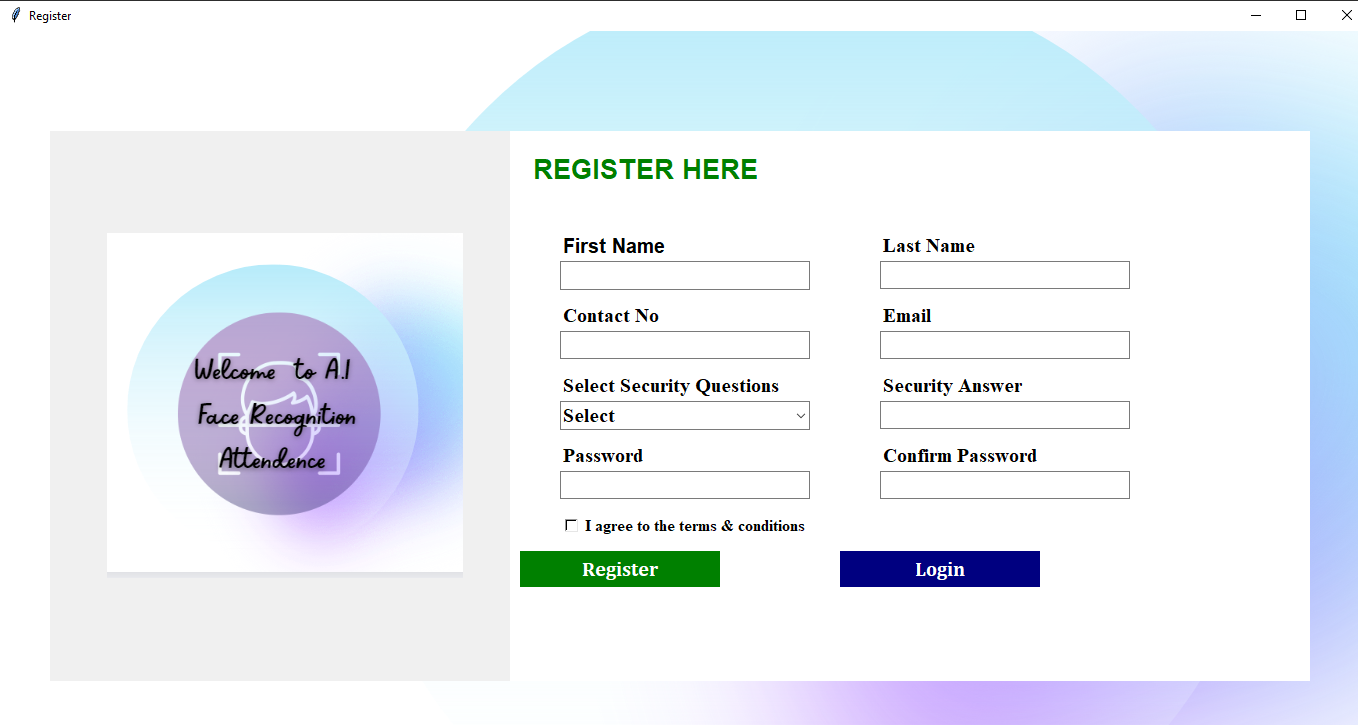 Register
REGISTER HERE
Welcome to A.I
Face Recognition
Attendence
First Name
Last Name
Contact No
Email
Select Security Questions
Security Answer
Select
Password
Confirm Password
I agree to the terms & conditions
Register
Login